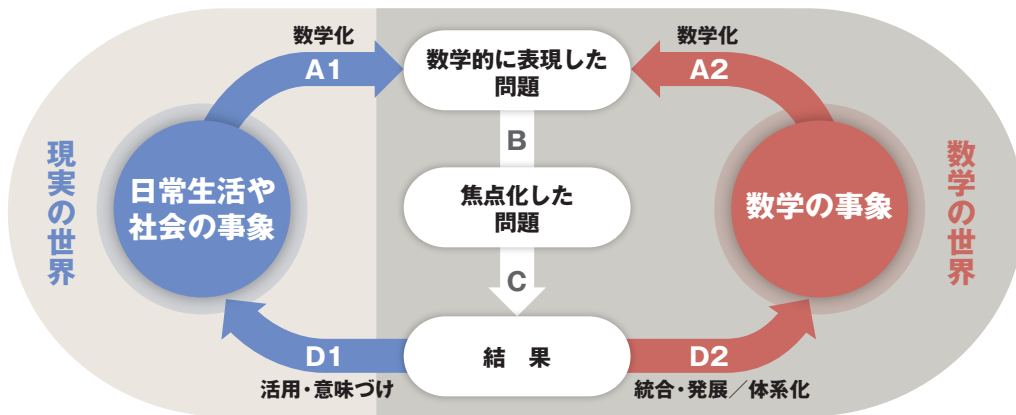 数学化
A1
数学的に表現した
問題
数学化
A2
B
現実の世界
日常生活や
社会の事象
焦点化した
問題
数学の事象
数学の世界
C
D1
活用・意味づけ
結　果
D2
統合・発展／体系化